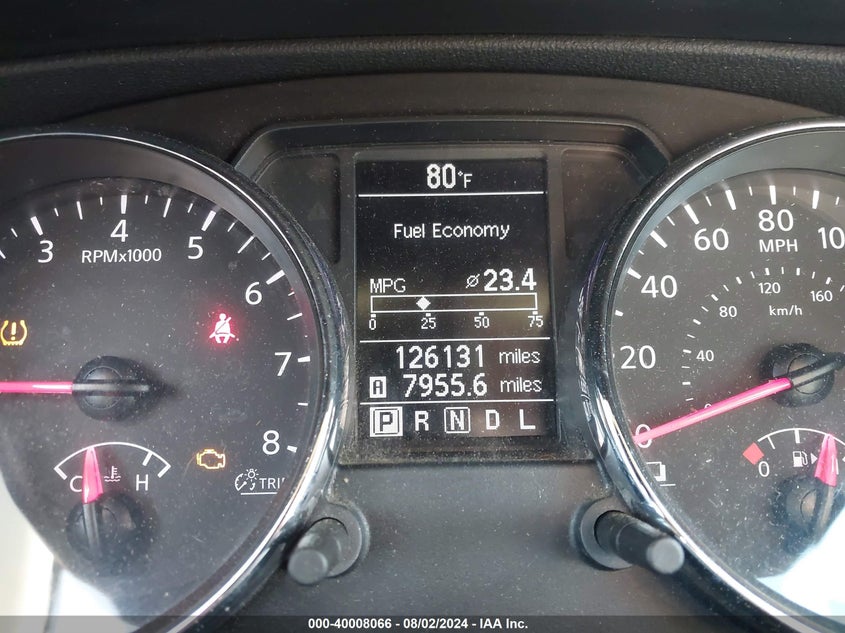 80°F
Fuel Economy
MPG ⌀23.4
0 25 50 75
126131 miles
A 7955.6 miles
P R N D L
3 4 5 6 7 8
RPMx1000
C H
TRIP
0 20 40 60 80
MPH
40 80 120 160
km/h
0
000-40008066 - 08/02/2024 - IAA Inc.